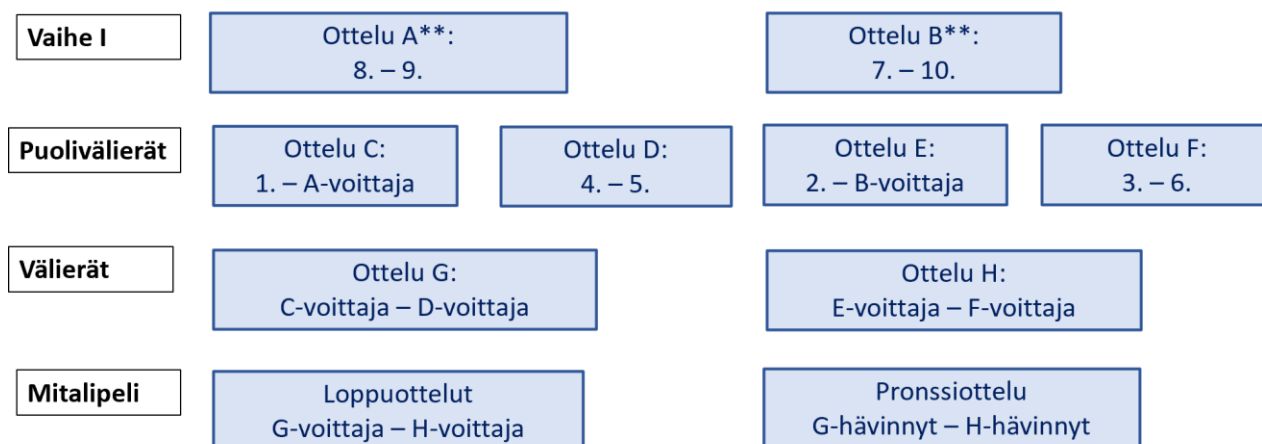 Vaihe I
Ottelu A**:
8. – 9.
Ottelu B**:
7. – 10.
Puolivälierät
Ottelu C:
1. – A-voittaja
Ottelu D:
4. – 5.
Ottelu E:
2. – B-voittaja
Ottelu F:
3. – 6.
Välierät
Ottelu G:
C-voittaja – D-voittaja
Ottelu H:
E-voittaja – F-voittaja
Mitalipeli
Loppuottelut
G-voittaja – H-voittaja
Pronssiottelu
G-hävinnyt – H-hävinnyt